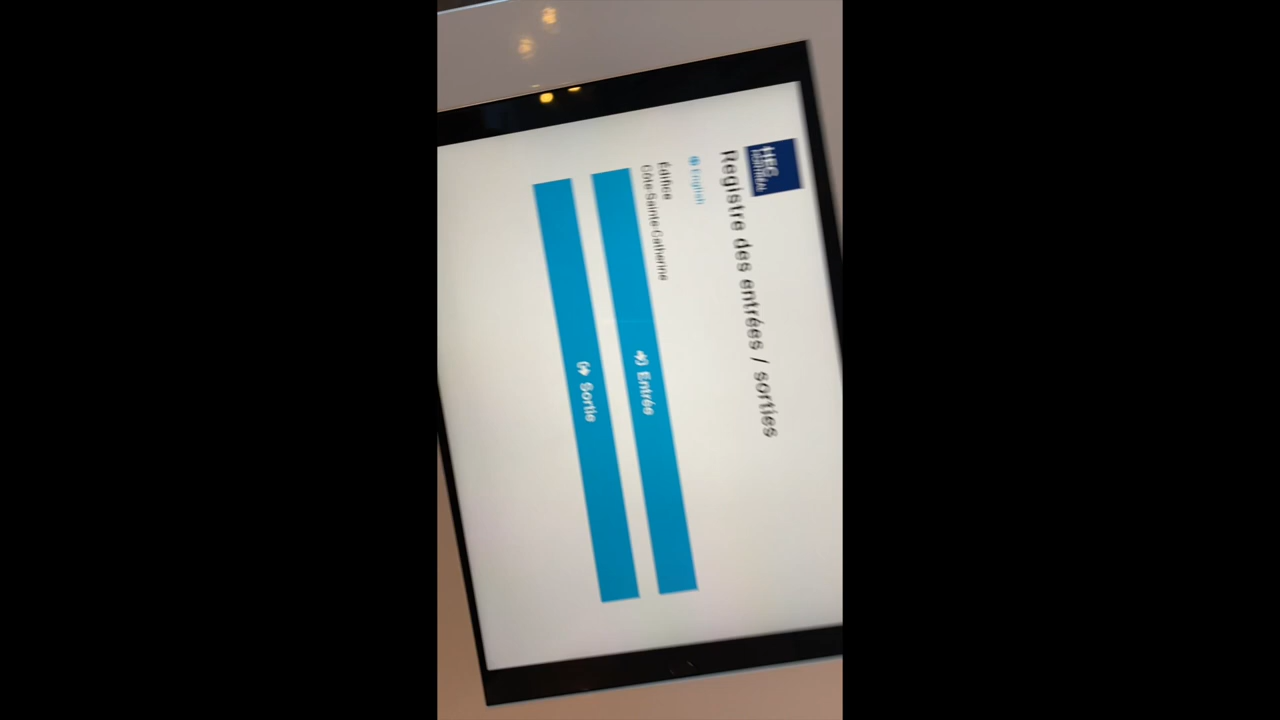 HEC
MONTRÉAL
Registre des entrées / sorties
English
Édifice
Côte-Sainte-Catherine
Entrée
Sortie